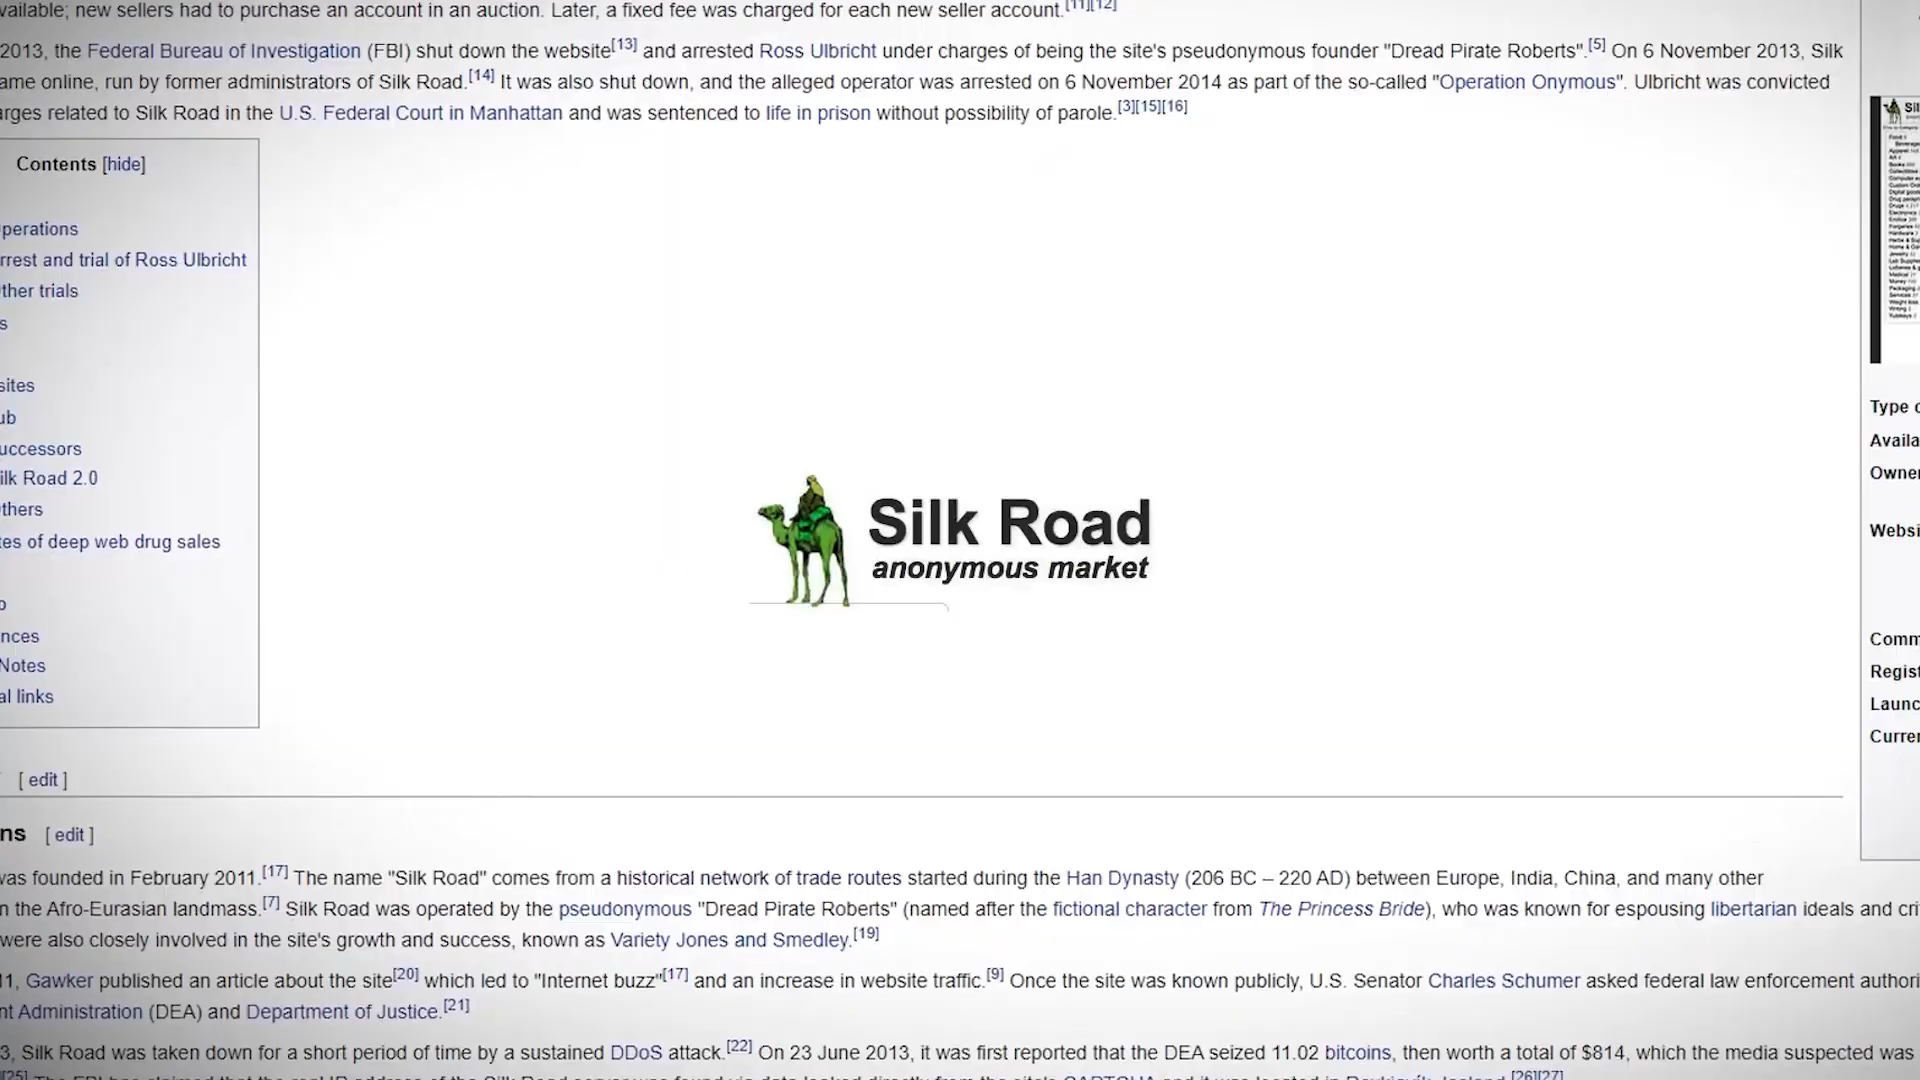 vailable; new sellers had to purchase an account in an auction. Later, a fixed fee was charged for each new seller account.[11][12]
2013, the Federal Bureau of Investigation (FBI) shut down the website[13] and arrested Ross Ulbricht under charges of being the site's pseudonymous founder "Dread Pirate Roberts".[5] On 6 November 2013, Silk
ame online, run by former administrators of Silk Road.[14] It was also shut down, and the alleged operator was arrested on 6 November 2014 as part of the so-called "Operation Onymous". Ulbricht was convicted
arges related to Silk Road in the U.S. Federal Court in Manhattan and was sentenced to life in prison without possibility of parole.[3][15][16]
Contents [hide]
perations
rrest and trial of Ross Ulbricht
ther trials
s
sites
ub
uccessors
ilk Road 2.0
thers
tes of deep web drug sales
o
nces
Notes
al links
Silk Road
anonymous market
Sil
Type o
Availa
Owner
Websi
Comm
Regist
Launc
Curren
[ edit ]
ns [ edit ]
was founded in February 2011.[17] The name "Silk Road" comes from a historical network of trade routes started during the Han Dynasty (206 BC – 220 AD) between Europe, India, China, and many other
n the Afro-Eurasian landmass.[7] Silk Road was operated by the pseudonymous "Dread Pirate Roberts" (named after the fictional character from The Princess Bride), who was known for espousing libertarian ideals and cri
were also closely involved in the site's growth and success, known as Variety Jones and Smedley.[19]
11, Gawker published an article about the site[20] which led to "Internet buzz"[17] and an increase in website traffic.[9] Once the site was known publicly, U.S. Senator Charles Schumer asked federal law enforcement authori
nt Administration (DEA) and Department of Justice.[21]
3, Silk Road was taken down for a short period of time by a sustained DDoS attack.[22] On 23 June 2013, it was first reported that the DEA seized 11.02 bitcoins, then worth a total of $814, which the media suspected was